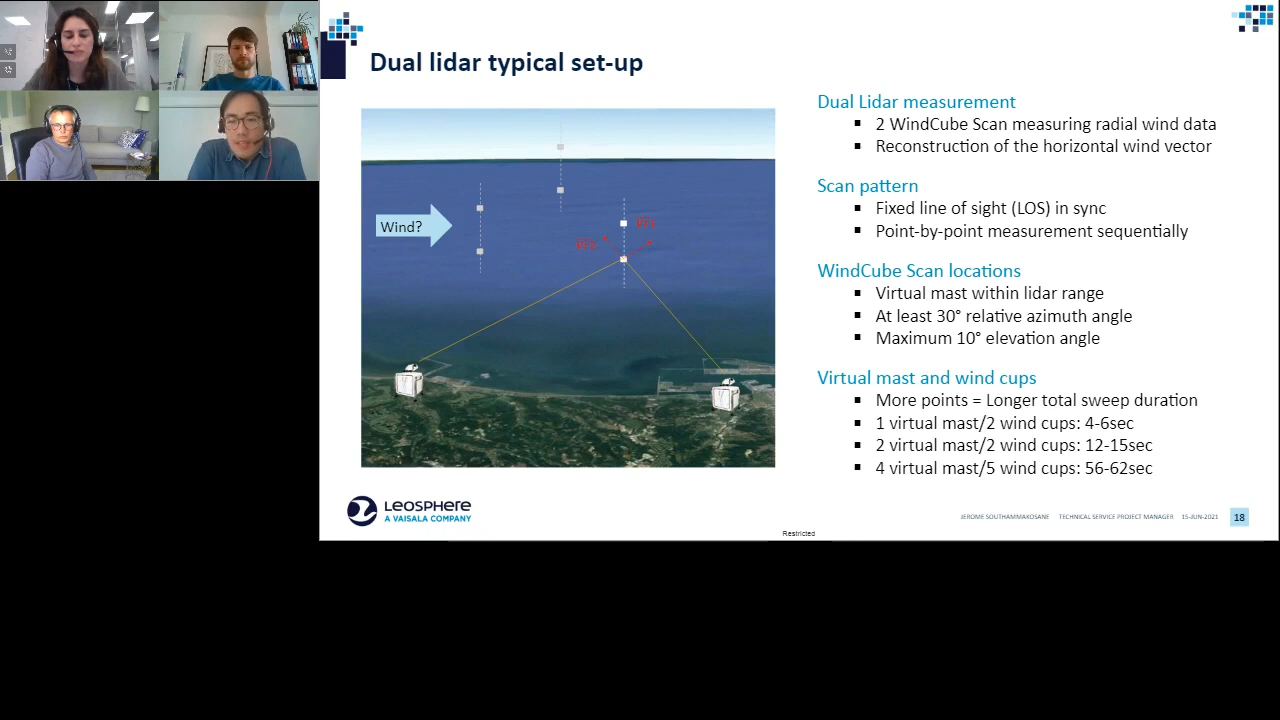 Dual lidar typical set-up
Wind?
Dual Lidar measurement
2 WindCube Scan measuring radial wind data
Reconstruction of the horizontal wind vector
Scan pattern
Fixed line of sight (LOS) in sync
Point-by-point measurement sequentially
WindCube Scan locations
Virtual mast within lidar range
At least 30° relative azimuth angle
Maximum 10° elevation angle
Virtual mast and wind cups
More points = Longer total sweep duration
1 virtual mast/2 wind cups: 4-6sec
2 virtual mast/2 wind cups: 12-15sec
4 virtual mast/5 wind cups: 56-62sec
LEOSPHERE
A VAISALA COMPANY
JEROME SOUTHAMMAKOSANE TECHNICAL SERVICE PROJECT MANAGER 15-JUN-2021 18
Restricted